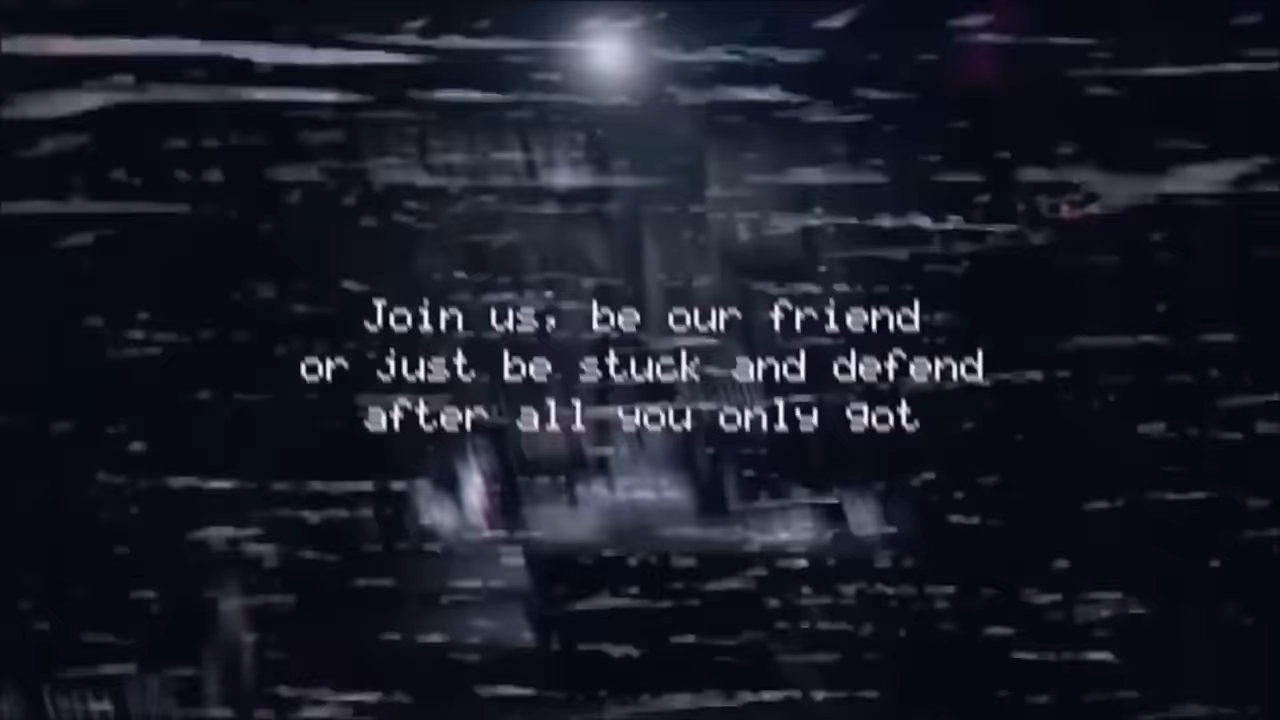 Join us, be our friend
or just be stuck and defend
after all you only got